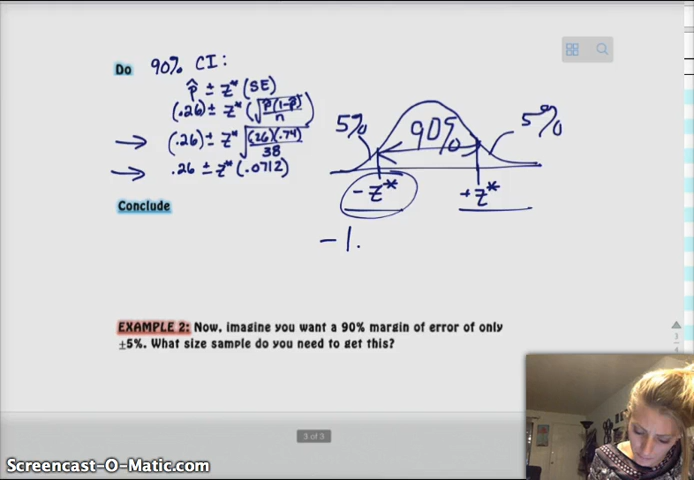 Do 90% CI:
p̂ ± z* (SE)
(.26) ± z* (√p̂(1-p̂)/n)
→ (.26) ± z* √(.26)(.74)/38
→ .26 ± z* (.0712)
5% 90% 5%
-z* +z*
Conclude
-1.
EXAMPLE 2: Now, imagine you want a 90% margin of error of only
±5%. What size sample do you need to get this?
3 of 3
Screencast-O-Matic.com